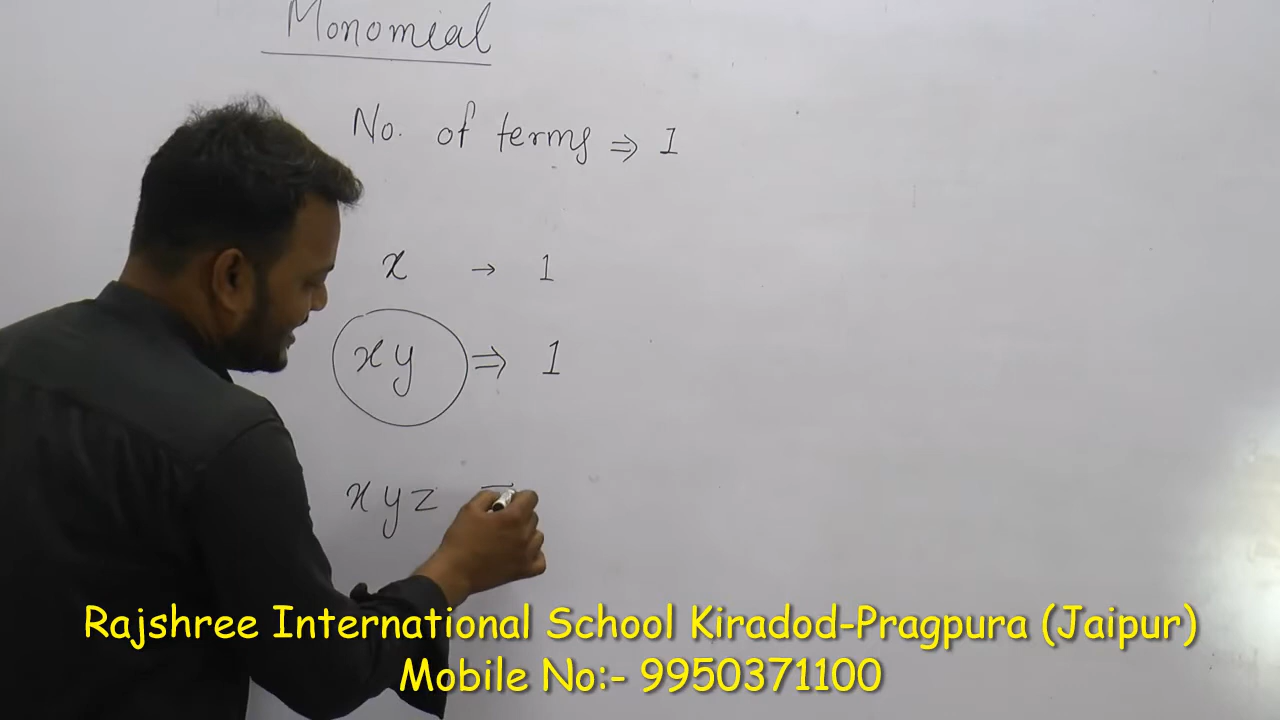 Monomial
No. of terms ⇒ 1
x → 1
xy ⇒ 1
xyz =
Rajshree International School Kiradod-Pragpura (Jaipur)
Mobile No:- 9950371100